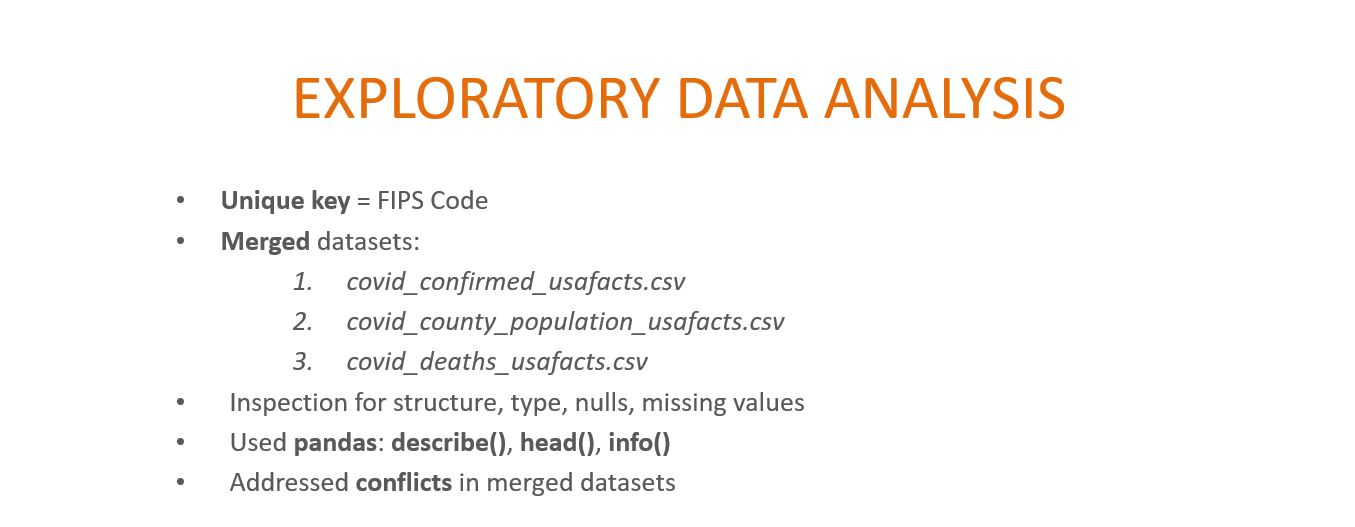 EXPLORATORY DATA ANALYSIS
• Unique key = FIPS Code
• Merged datasets:
1. covid_confirmed_usafacts.csv
2. covid_county_population_usafacts.csv
3. covid_deaths_usafacts.csv
• Inspection for structure, type, nulls, missing values
• Used pandas: describe(), head(), info()
• Addressed conflicts in merged datasets